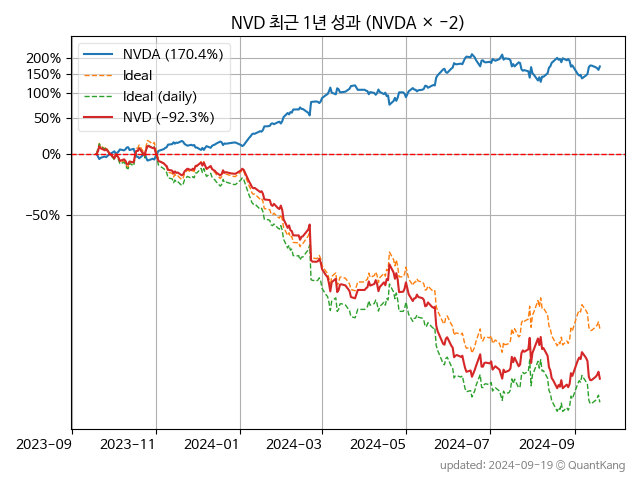 NVD 최근 1년 성과 (NVDA × −2)
200%
150%
100%
50%
0%
−50%
NVDA (170.4%)
Ideal
Ideal (daily)
NVD (−92.3%)
2023-09
2023-11
2024-01
2024-03
2024-05
2024-07
2024-09
updated: 2024-09-19 © QuantKang